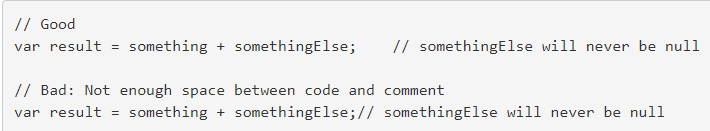 // Good
var result = something + somethingElse;    // somethingElse will never be null
// Bad: Not enough space between code and comment
var result = something + somethingElse;// somethingElse will never be null